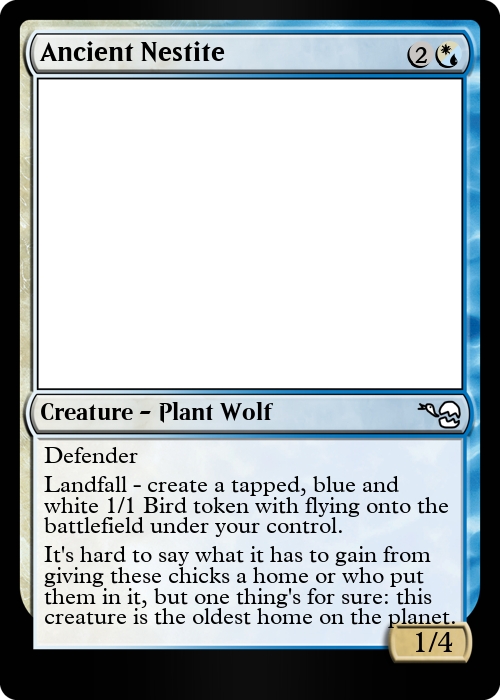 Ancient Nestite 2
Creature – Plant Wolf
Defender
Landfall - create a tapped, blue and
white 1/1 Bird token with flying onto the
battlefield under your control.
It's hard to say what it has to gain from
giving these chicks a home or who put
them in it, but one thing's for sure: this
creature is the oldest home on the planet.
1/4